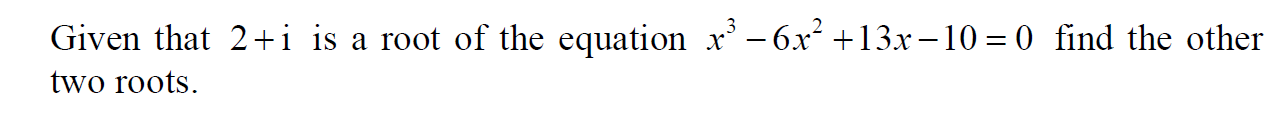 Given that 2+i is a root of the equation x³ − 6x² + 13x − 10 = 0 find the other
two roots.